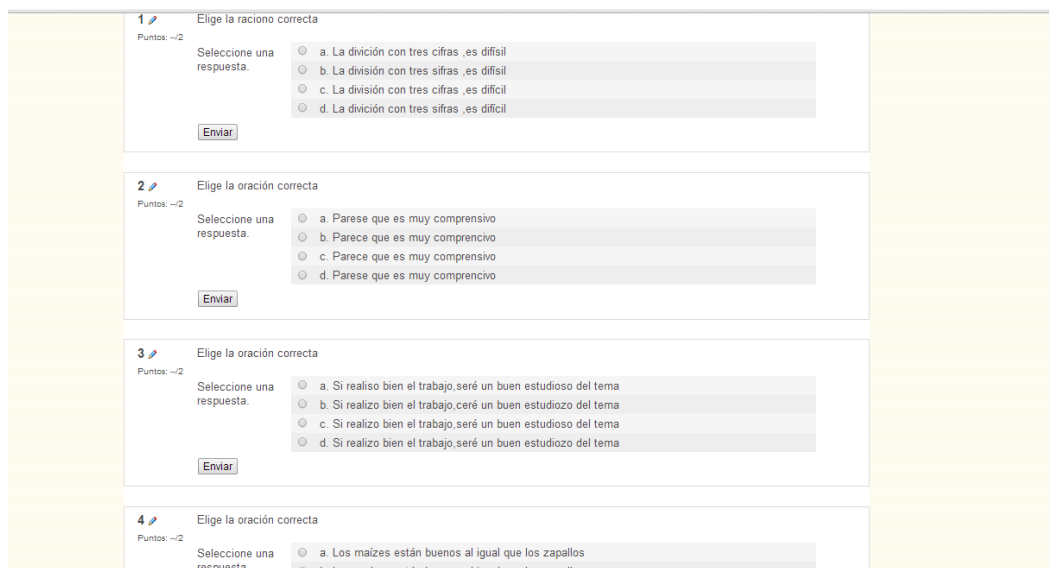 1 Elige la raciono correcta
Puntos: --/2
Seleccione una respuesta.
a. La divición con tres cifras ,es difísil
b. La división con tres sifras ,es difísil
c. La división con tres cifras ,es difícil
d. La divición con tres sifras ,es difícil
Enviar
2 Elige la oración correcta
Puntos: --/2
Seleccione una respuesta.
a. Parese que es muy comprensivo
b. Parece que es muy comprencivo
c. Parece que es muy comprensivo
d. Parese que es muy comprencivo
Enviar
3 Elige la oración correcta
Puntos: --/2
Seleccione una respuesta.
a. Si realiso bien el trabajo,seré un buen estudioso del tema
b. Si realizo bien el trabajo,ceré un buen estudiozo del tema
c. Si realizo bien el trabajo,seré un buen estudioso del tema
d. Si realizo bien el trabajo,seré un buen estudiozo del tema
Enviar
4 Elige la oración correcta
Puntos: --/2
Seleccione una respuesta
a. Los maízes están buenos al igual que los zapallos